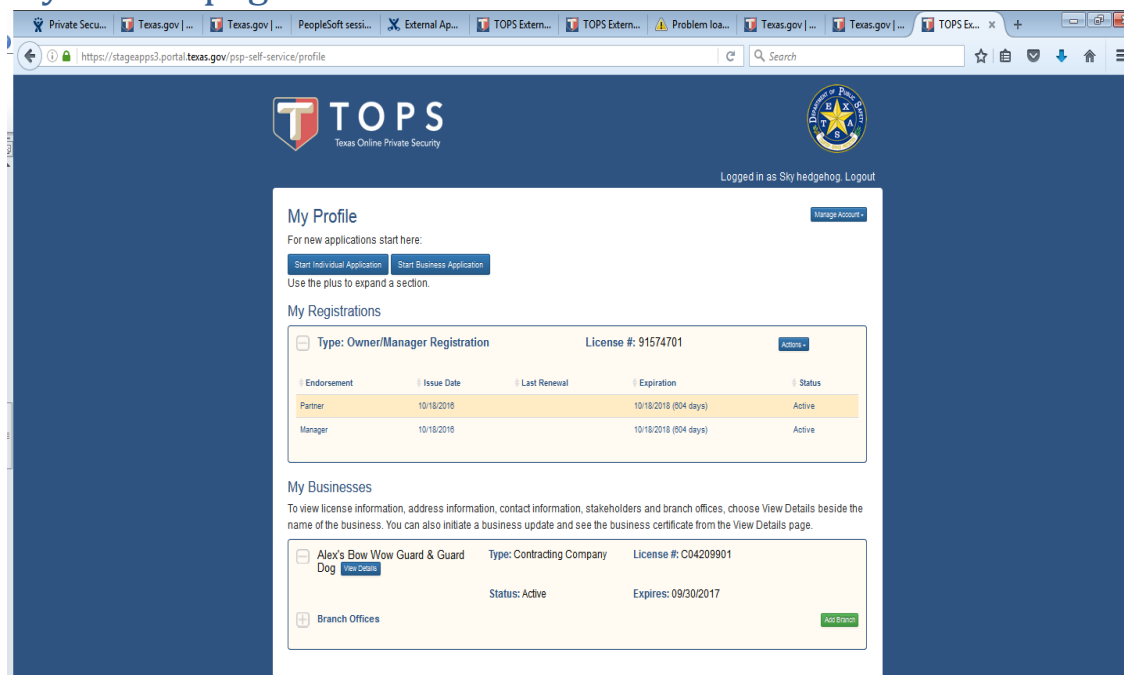 Private Secu...
Texas.gov | ...
Texas.gov | ...
PeopleSoft sessi...
External Ap...
TOPS Extern...
TOPS Extern...
Problem loa...
Texas.gov | ...
Texas.gov | ...
TOPS Ex...
https://stageapps3.portal.texas.gov/psp-self-service/profile
Search
TOPS
Texas Online Private Security
DEPARTMENT OF PUBLIC SAFETY
TEXAS
Logged in as Sky hedgehog. Logout
My Profile
Manage Account
For new applications start here:
Start Individual Application Start Business Application
Use the plus to expand a section.
My Registrations
Type: Owner/Manager Registration License #: 91574701 Actions
Endorsement Issue Date Last Renewal Expiration Status
Partner 10/18/2016 10/18/2018 (604 days) Active
Manager 10/18/2016 10/18/2018 (604 days) Active
My Businesses
To view license information, address information, contact information, stakeholders and branch offices, choose View Details beside the
name of the business. You can also initiate a business update and see the business certificate from the View Details page.
Alex's Bow Wow Guard & Guard Type: Contracting Company License #: C04209901
Dog View Details
Status: Active Expires: 09/30/2017
Branch Offices Add Branch